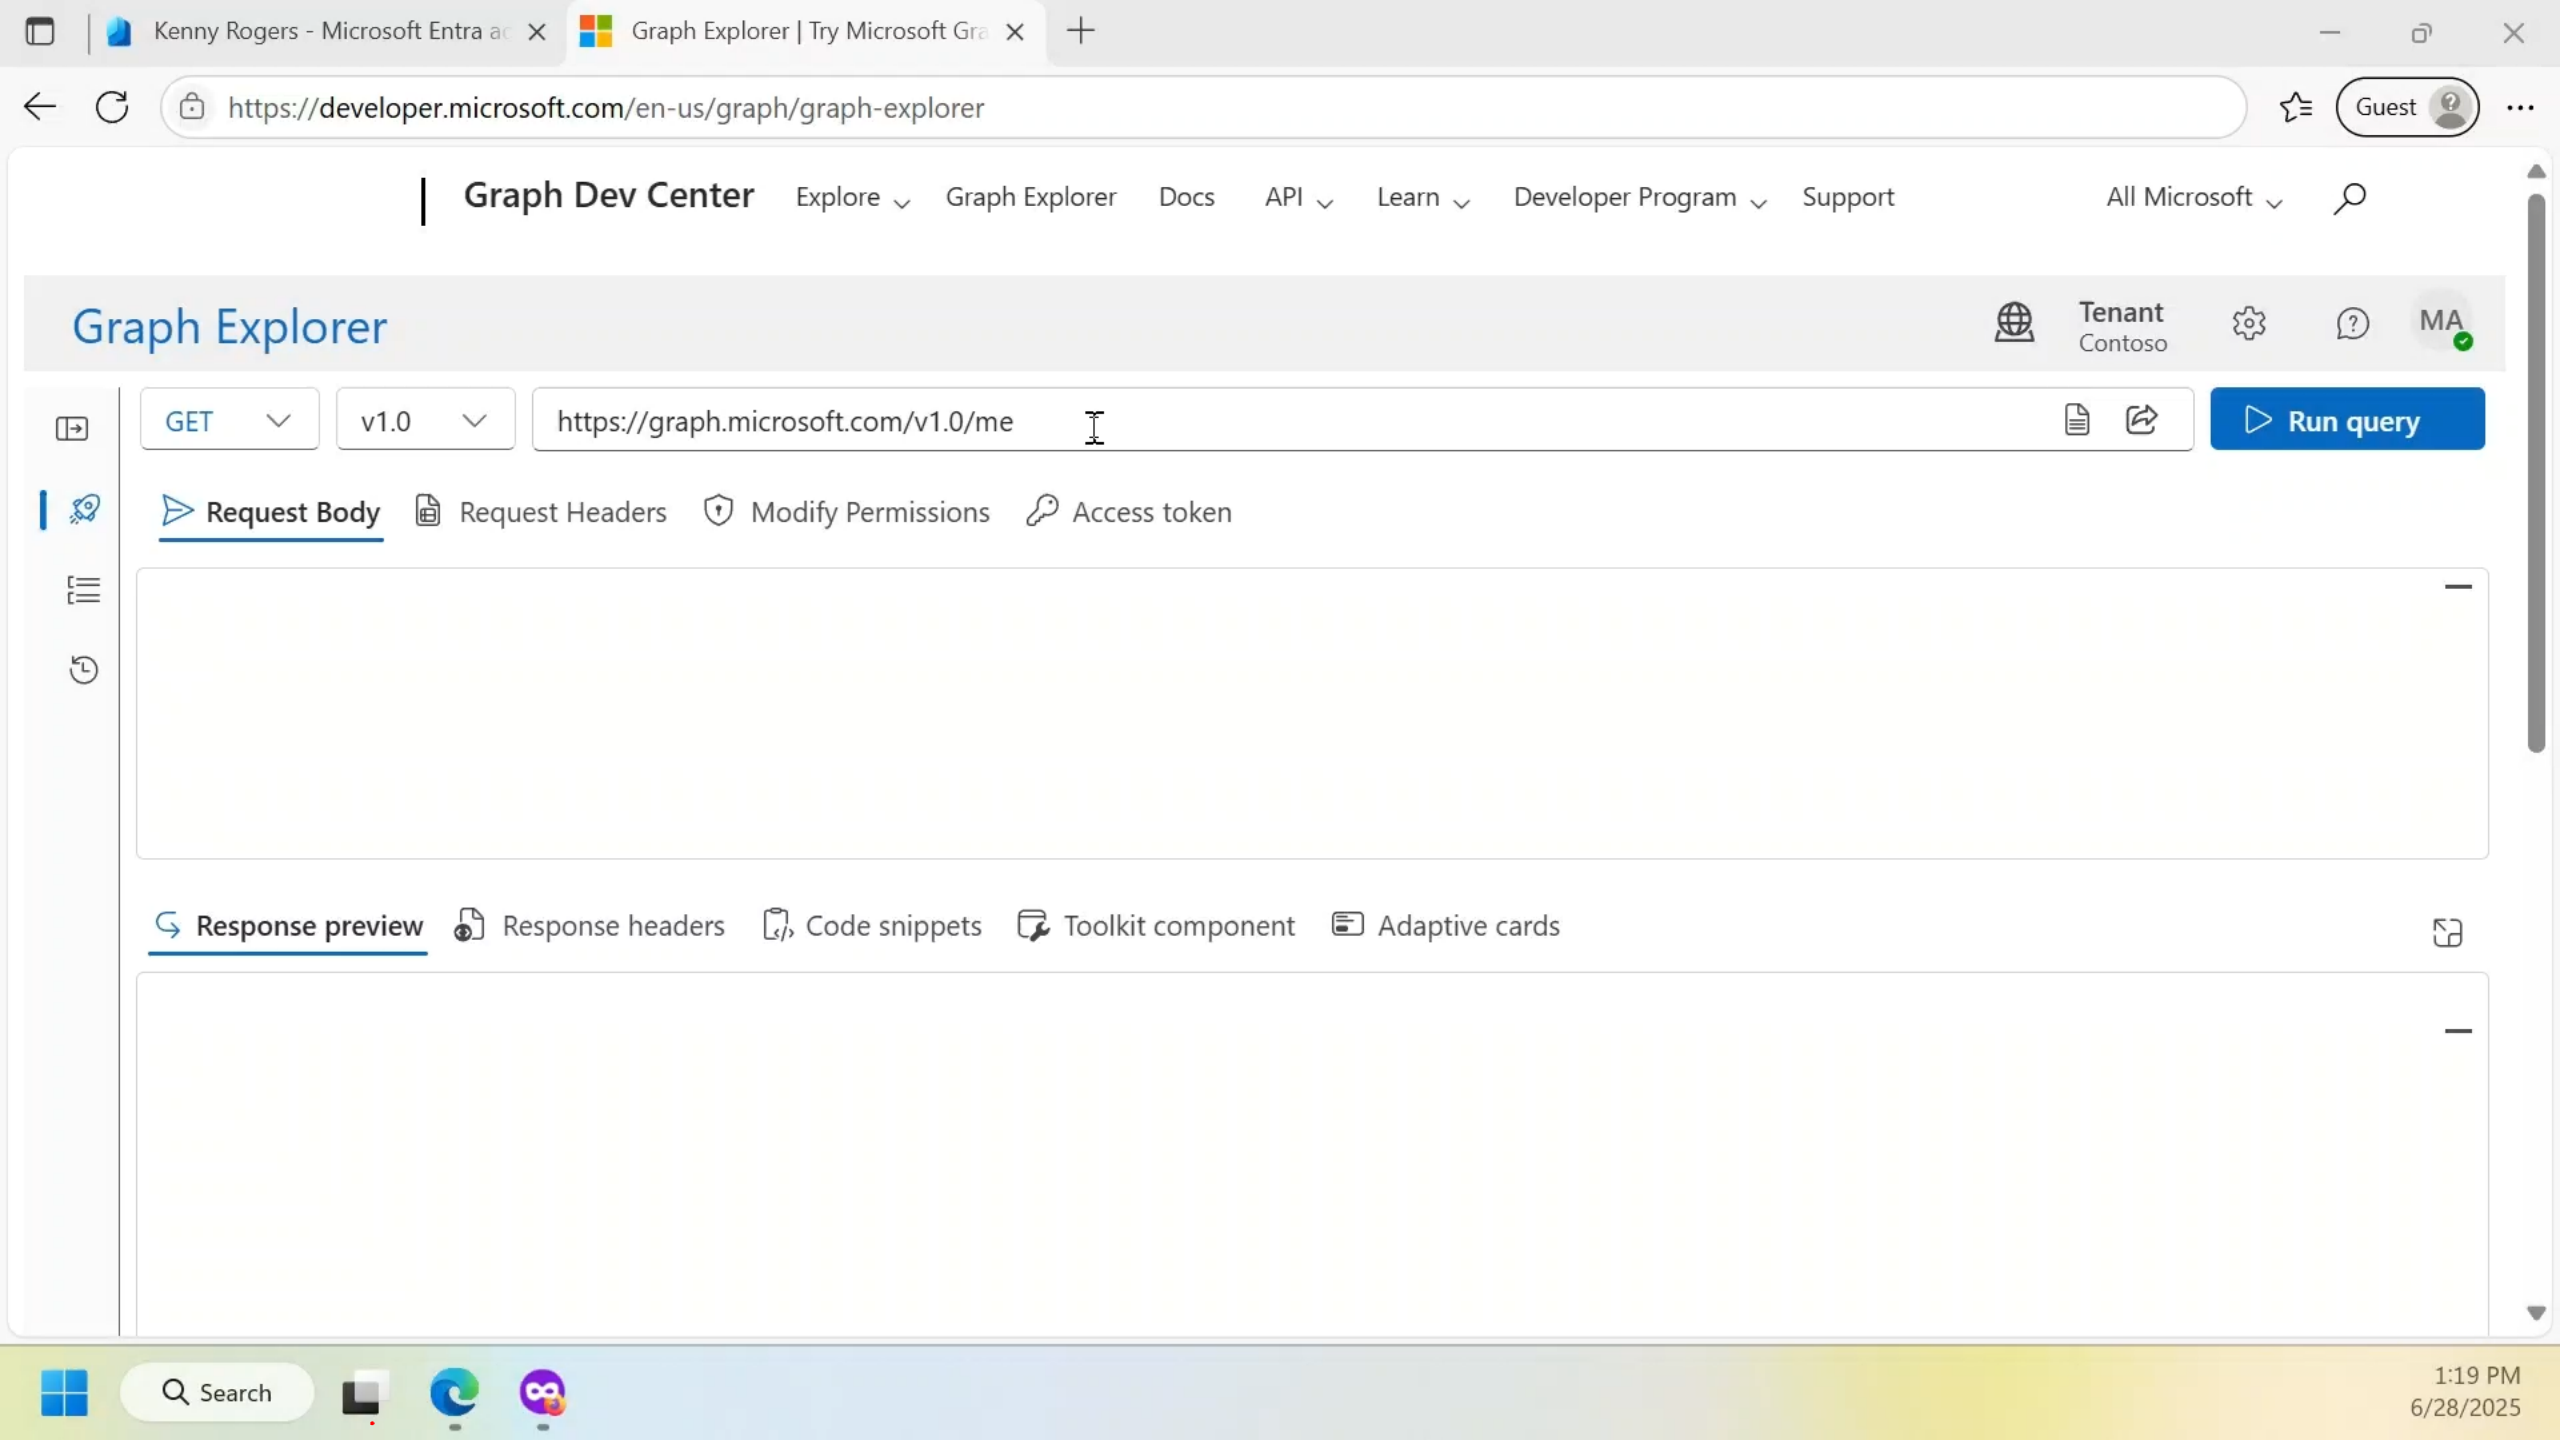 Kenny Rogers - Microsoft Entra ac
Graph Explorer | Try Microsoft Gra
https://developer.microsoft.com/en-us/graph/graph-explorer
Guest
Graph Dev Center
Explore
Graph Explorer
Docs
API
Learn
Developer Program
Support
All Microsoft
Graph Explorer
Tenant
Contoso
MA
GET
v1.0
https://graph.microsoft.com/v1.0/me
Run query
Request Body
Request Headers
Modify Permissions
Access token
Response preview
Response headers
Code snippets
Toolkit component
Adaptive cards
Search
1:19 PM
6/28/2025